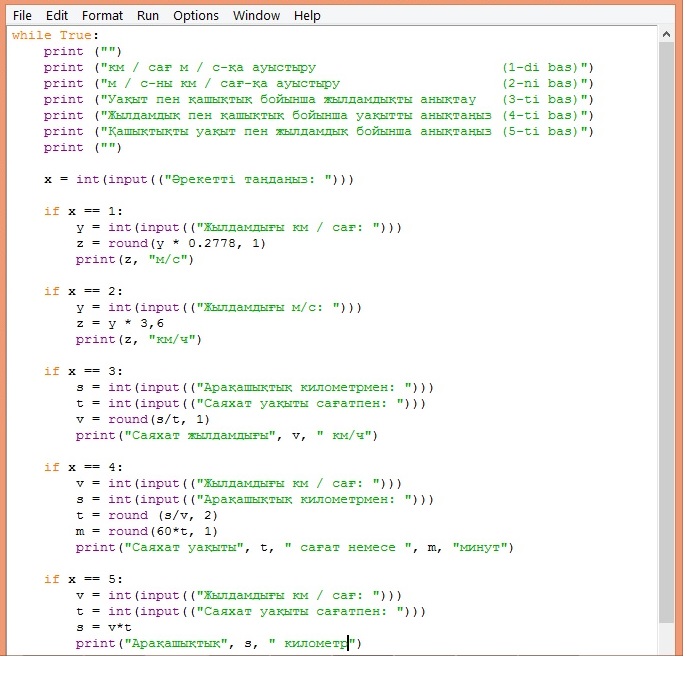 File Edit Format Run Options Window Help
while True:
    print ("")
    print ("км / сағ м / с-қа ауыстыру                       (1-di bas)")
    print ("м / с-ны км / сағ-қа ауыстыру                    (2-ni bas)")
    print ("Уақыт пен қашықтық бойынша жылдамдықты анықтау   (3-ti bas)")
    print ("Жылдамдық пен қашықтық бойынша уақытты анықтаңыз (4-ti bas)")
    print ("Қашықтықты уақыт пен жылдамдық бойынша анықтаңыз (5-ti bas)")
    print ("")
    x = int(input(("Әрекетті таңдаңыз: ")))
    if x == 1:
        y = int(input(("Жылдамдығы км / сағ: ")))
        z = round(y * 0.2778, 1)
        print(z, "м/с")
    if x == 2:
        y = int(input(("Жылдамдығы м/с: ")))
        z = y * 3,6
        print(z, "км/ч")
    if x == 3:
        s = int(input(("Арақашықтық километрмен: ")))
        t = int(input(("Саяхат уақыты сағатпен: ")))
        v = round(s/t, 1)
        print("Саяхат жылдамдығы", v, " км/ч")
    if x == 4:
        v = int(input(("Жылдамдығы км / сағ: ")))
        s = int(input(("Арақашықтық километрмен: ")))
        t = round (s/v, 2)
        m = round(60*t, 1)
        print("Саяхат уақыты", t, " сағат немесе ", m, "минут")
    if x == 5:
        v = int(input(("Жылдамдығы км / сағ: ")))
        t = int(input(("Саяхат уақыты сағатпен: ")))
        s = v*t
        print("Арақашықтық", s, " километр")